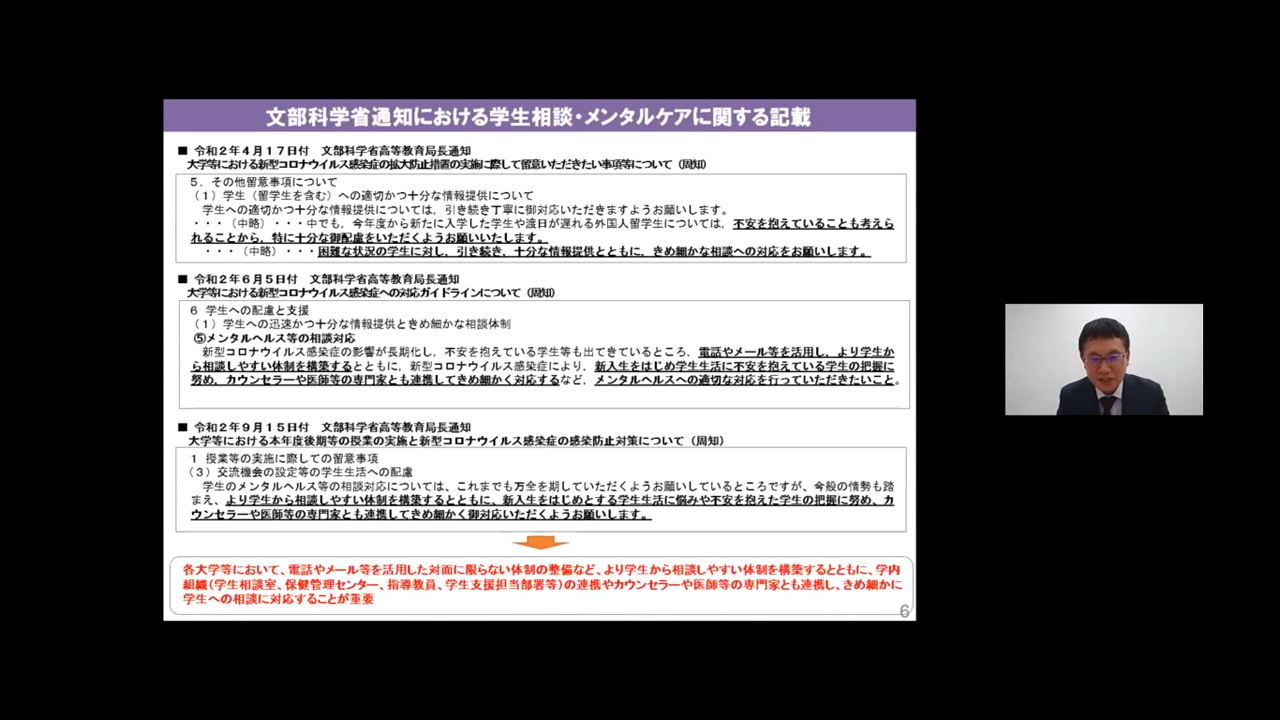 文部科学省通知における学生相談・メンタルケアに関する記載
■ 令和２年４月１７日付　文部科学省高等教育局長通知
大学等における新型コロナウイルス感染症の拡大防止措置の実施に際して留意いただきたい事項等について（周知）
５．その他留意事項について
（１）学生（留学生を含む）への適切かつ十分な情報提供について
学生への適切かつ十分な情報提供については，引き続き丁寧に御対応いただきますようお願いします。
・・・（中略）・・・中でも，今年度から新たに入学した学生や渡日が遅れる外国人留学生については，不安を抱えていることも考えら
れることから，特に十分な御配慮をいただくようお願いいたします。
・・・（中略）・・・困難な状況の学生に対し，引き続き，十分な情報提供とともに，きめ細かな相談への対応をお願いします。
■ 令和２年６月５日付　文部科学省高等教育局長通知
大学等における新型コロナウイルス感染症への対応ガイドラインについて（周知）
６ 学生への配慮と支援
（１）学生への迅速かつ十分な情報提供ときめ細かな相談体制
⑤メンタルヘルス等の相談対応
新型コロナウイルス感染症の影響が長期化し，不安を抱えている学生等も出てきているところ，電話やメール等を活用し，より学生か
ら相談しやすい体制を構築するとともに，新型コロナウイルス感染症により，新入生をはじめ学生生活に不安を抱えている学生の把握に
努め，カウンセラーや医師等の専門家とも連携してきめ細かく対応するなど，メンタルヘルスへの適切な対応を行っていただきたいこと。
■ 令和２年９月１５日付　文部科学省高等教育局長通知
大学等における本年度後期等の授業の実施と新型コロナウイルス感染症の感染防止対策について（周知）
１ 授業等の実施に際しての留意事項
（３）交流機会の設定等の学生生活への配慮
学生のメンタルヘルス等の相談対応については、これまでも万全を期していただくようお願いしているところですが、今般の情勢も踏
まえ、より学生から相談しやすい体制を構築するとともに、新入生をはじめとする学生生活に悩みや不安を抱えた学生の把握に努め、カ
ウンセラーや医師等の専門家とも連携してきめ細かく御対応いただくようお願いします。
各大学等において、電話やメール等を活用した対面に限らない体制の整備など、より学生から相談しやすい体制を構築するとともに、学内
組織（学生相談室、保健管理センター、指導教員、学生支援担当部署等）の連携やカウンセラーや医師等の専門家とも連携し、きめ細かに
学生への相談に対応することが重要
6